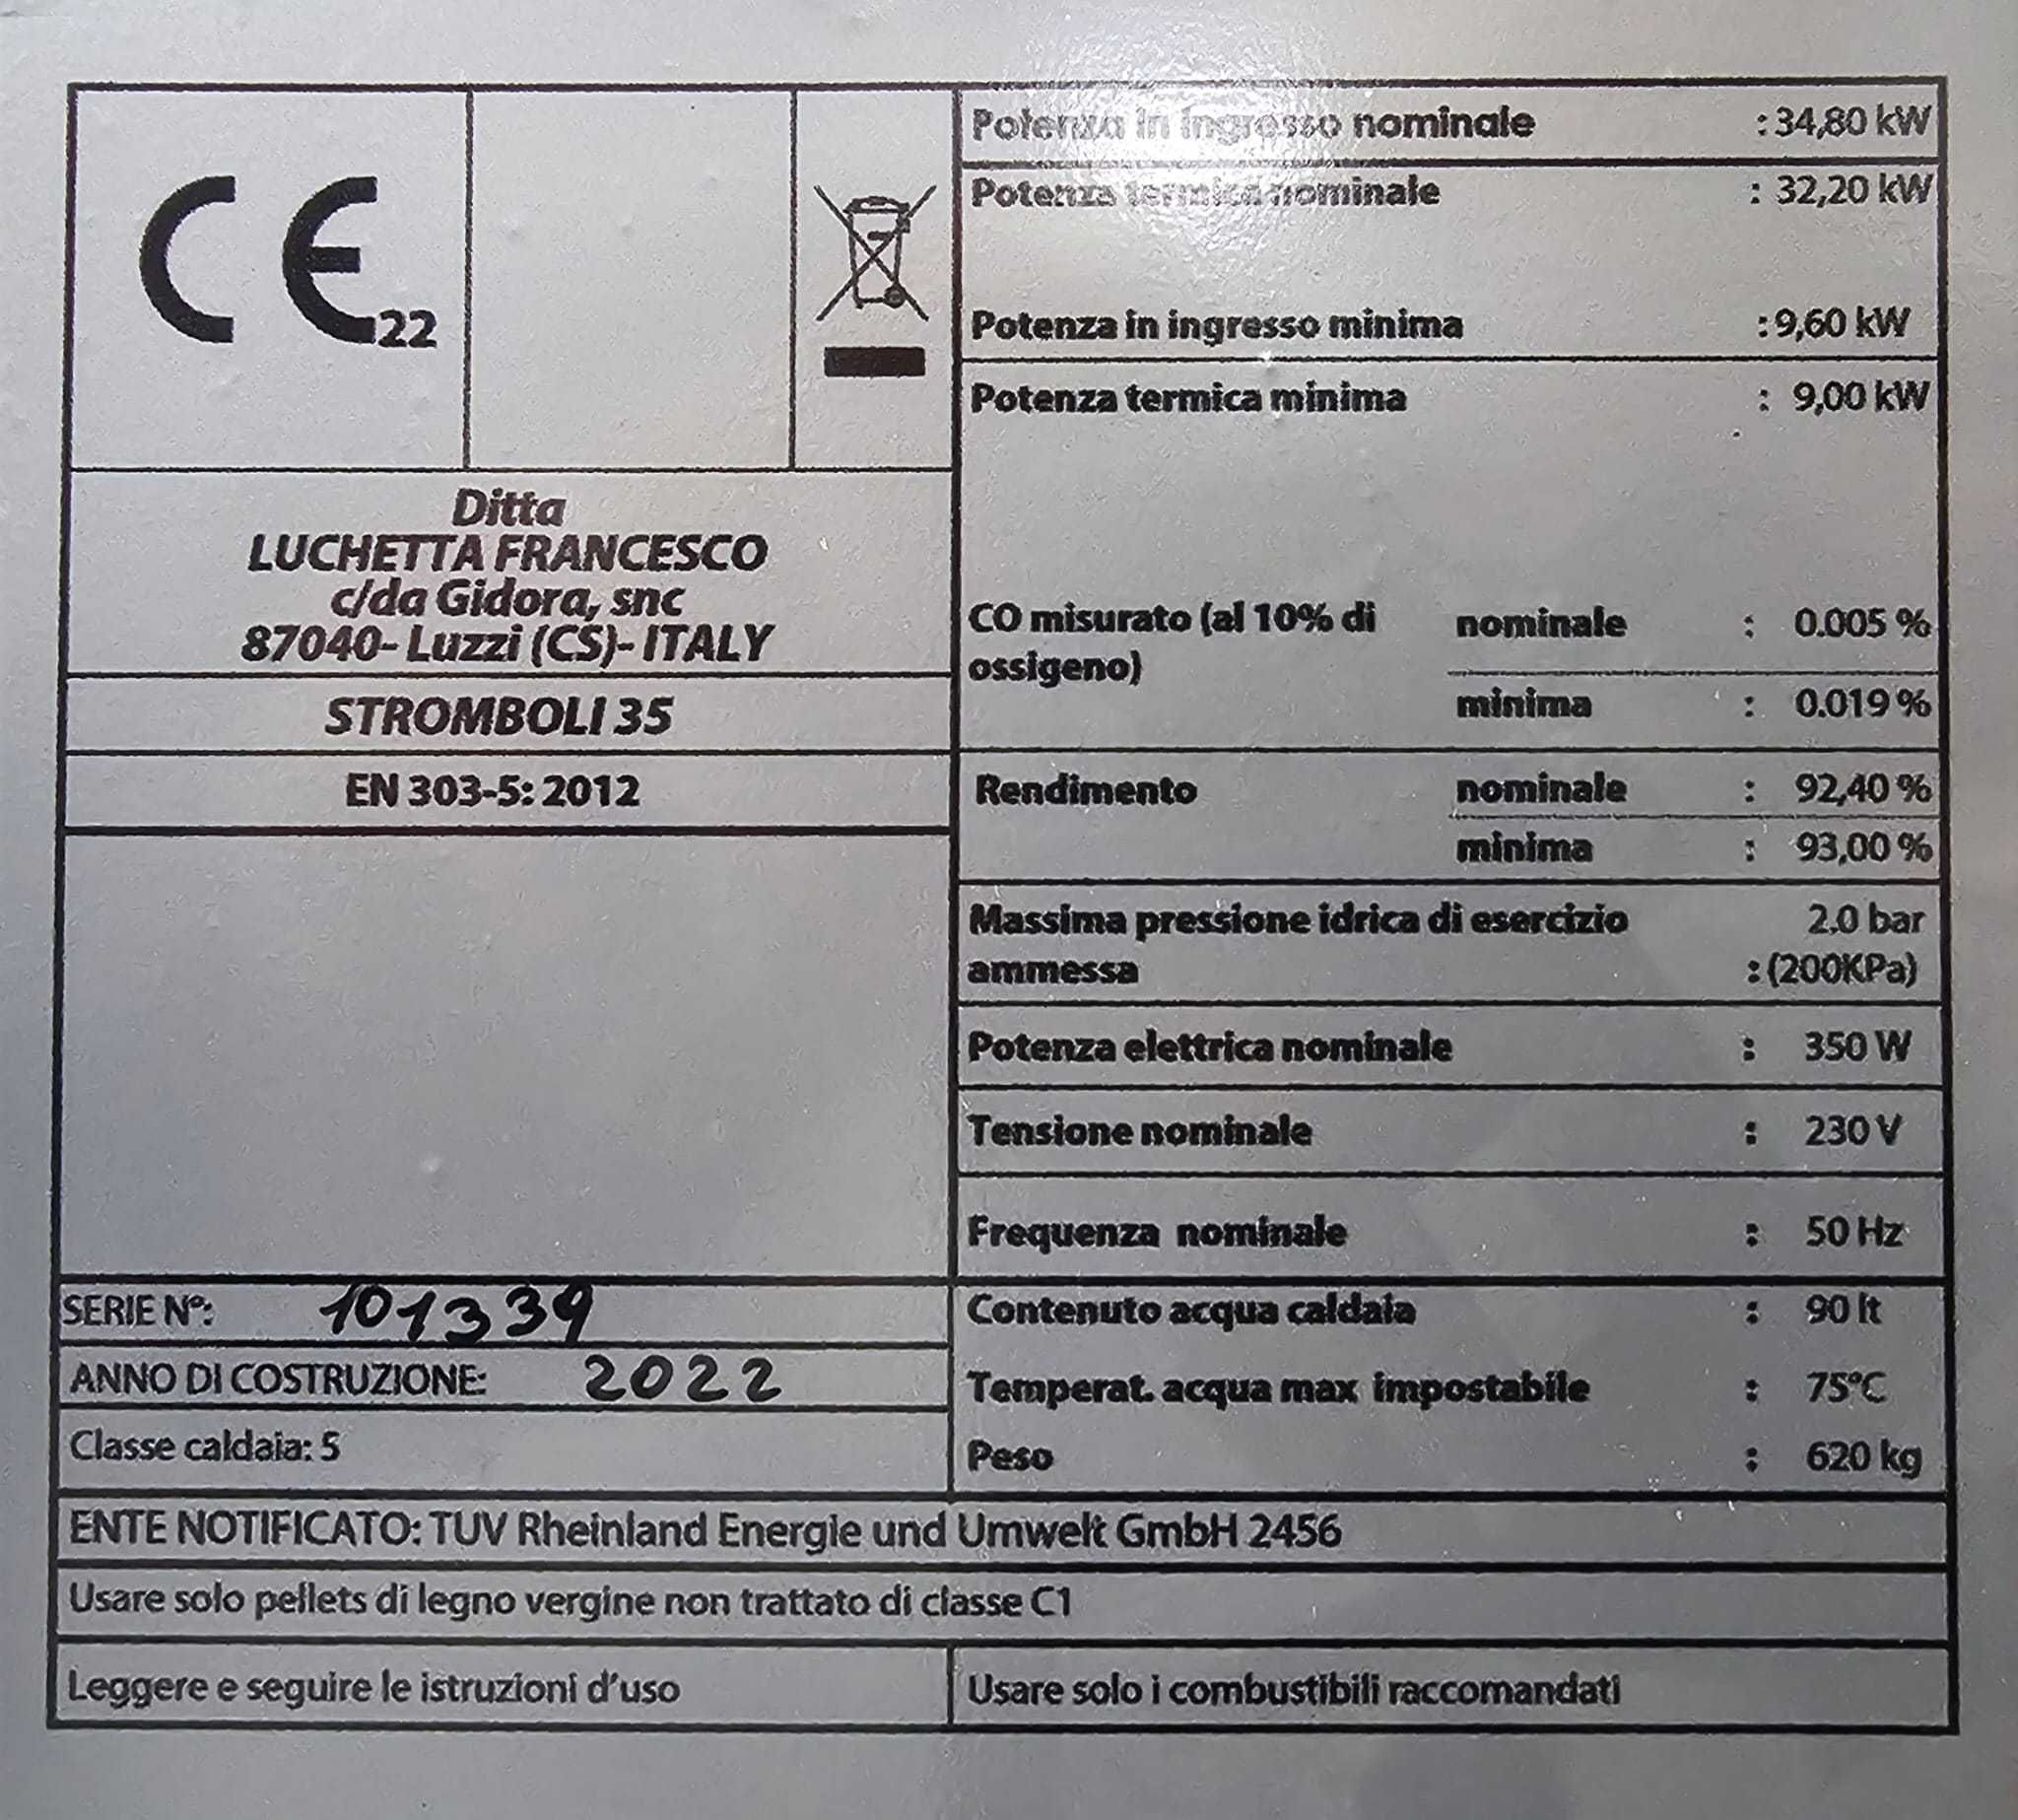 CE 22
Ditta
LUCHETTA FRANCESCO
c/da Gidora, snc
87040- Luzzi (CS)- ITALY
STROMBOLI 35
EN 303-5: 2012
SERIE N°: 101339
ANNO DI COSTRUZIONE: 2022
Classe caldaia: 5
Potenza in ingresso nominale : 34,80 kW
Potenza termica nominale : 32,20 kW
Potenza in ingresso minima : 9,60 kW
Potenza termica minima : 9,00 kW
CO misurato (al 10% di nominale : 0.005 %
ossigeno)
minima : 0.019 %
Rendimento nominale : 92,40 %
minima : 93,00 %
Massima pressione idrica di esercizio 2.0 bar
ammessa : (200KPa)
Potenza elettrica nominale : 350 W
Tensione nominale : 230 V
Frequenza nominale : 50 Hz
Contenuto acqua caldaia : 90 lt
Temperat. acqua max impostabile : 75°C
Peso : 620 kg
ENTE NOTIFICATO: TUV Rheinland Energie und Umwelt GmbH 2456
Usare solo pellets di legno vergine non trattato di classe C1
Leggere e seguire le istruzioni d'uso
Usare solo i combustibili raccomandati